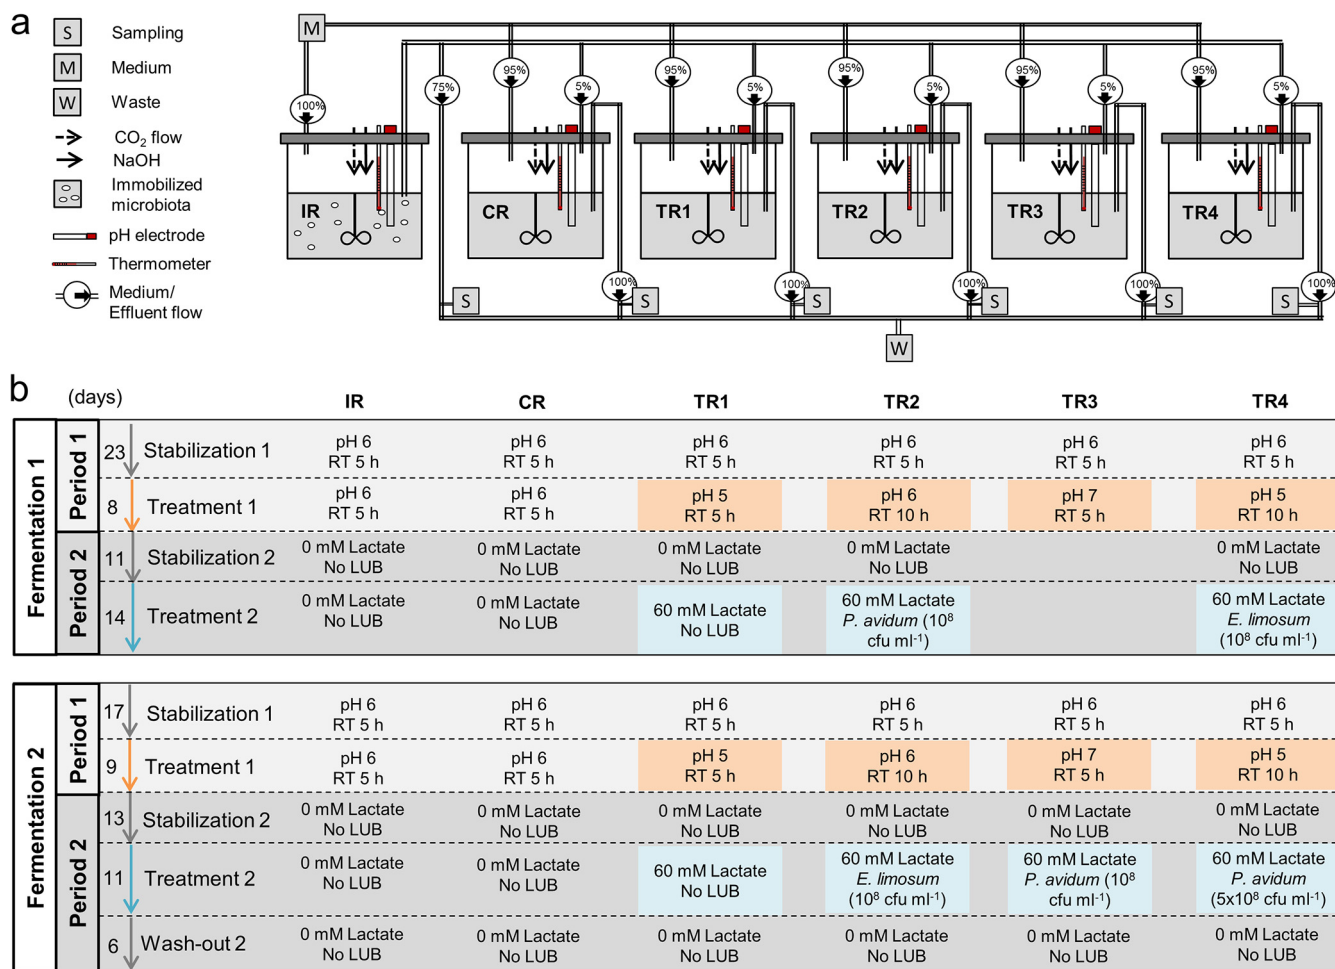 a
S Sampling
M Medium
W Waste
CO2 flow
NaOH
Immobilized
microbiota
pH electrode
Thermometer
Medium/
Effluent flow
M
100%
75%
95%
5%
95%
5%
95%
5%
95%
5%
95%
5%
IR
CR
TR1
TR2
TR3
TR4
100%
100%
100%
100%
100%
S
S
S
S
S
S
W
b
(days) IR CR TR1 TR2 TR3 TR4
Fermentation 1
Period 1
23 Stabilization 1
pH 6 pH 6 pH 6 pH 6 pH 6 pH 6
RT 5 h RT 5 h RT 5 h RT 5 h RT 5 h RT 5 h
8 Treatment 1
pH 6 pH 6 pH 5 pH 6 pH 7 pH 5
RT 5 h RT 5 h RT 5 h RT 10 h RT 5 h RT 10 h
Period 2
11 Stabilization 2
0 mM Lactate 0 mM Lactate 0 mM Lactate 0 mM Lactate 0 mM Lactate
No LUB No LUB No LUB No LUB No LUB
14 Treatment 2
0 mM Lactate
No LUB
0 mM Lactate
No LUB
60 mM Lactate
No LUB
60 mM Lactate
P. avidum (10⁸
cfu ml⁻¹)
60 mM Lactate
E. limosum
(10⁸ cfu ml⁻¹)
Fermentation 2
Period 1
17 Stabilization 1
pH 6 pH 6 pH 6 pH 6 pH 6 pH 6
RT 5 h RT 5 h RT 5 h RT 5 h RT 5 h RT 5 h
9 Treatment 1
pH 6 pH 6 pH 5 pH 6 pH 7 pH 5
RT 5 h RT 5 h RT 5 h RT 10 h RT 5 h RT 10 h
Period 2
13 Stabilization 2
0 mM Lactate 0 mM Lactate 0 mM Lactate 0 mM Lactate 0 mM Lactate 0 mM Lactate
No LUB No LUB No LUB No LUB No LUB No LUB
11 Treatment 2
0 mM Lactate
No LUB
0 mM Lactate
No LUB
60 mM Lactate
No LUB
60 mM Lactate
E. limosum
(10⁸ cfu ml⁻¹)
60 mM Lactate
P. avidum (10⁸
cfu ml⁻¹)
60 mM Lactate
P. avidum
(5x10⁸ cfu ml⁻¹)
6 Wash-out 2
0 mM Lactate 0 mM Lactate 0 mM Lactate 0 mM Lactate 0 mM Lactate 0 mM Lactate
No LUB No LUB No LUB No LUB No LUB No LUB